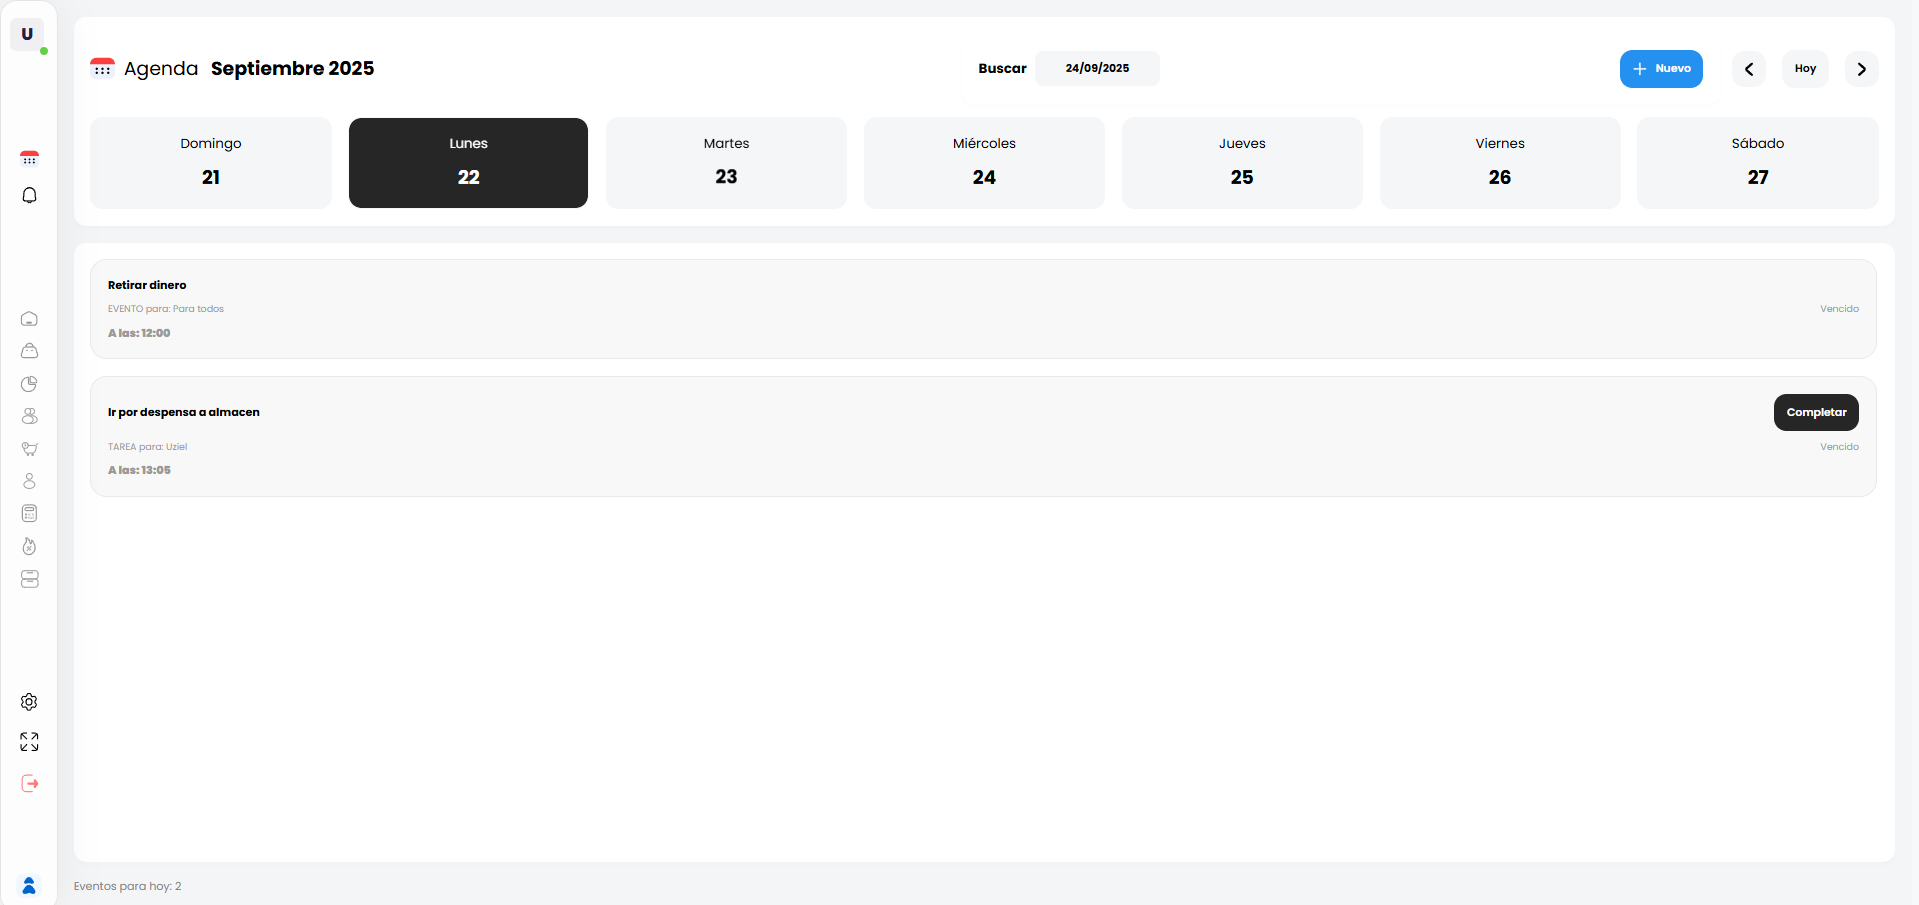 U
Agenda Septiembre 2025
Buscar 24/09/2025
Nuevo
Hoy
Domingo
21
Lunes
22
Martes
23
Miércoles
24
Jueves
25
Viernes
26
Sábado
27
Retirar dinero
EVENTO para: Para todos
Vencido
A las: 12:00
Ir por despensa a almacen
Completar
TAREA para: Uziel
Vencido
A las: 13:05
Eventos para hoy: 2